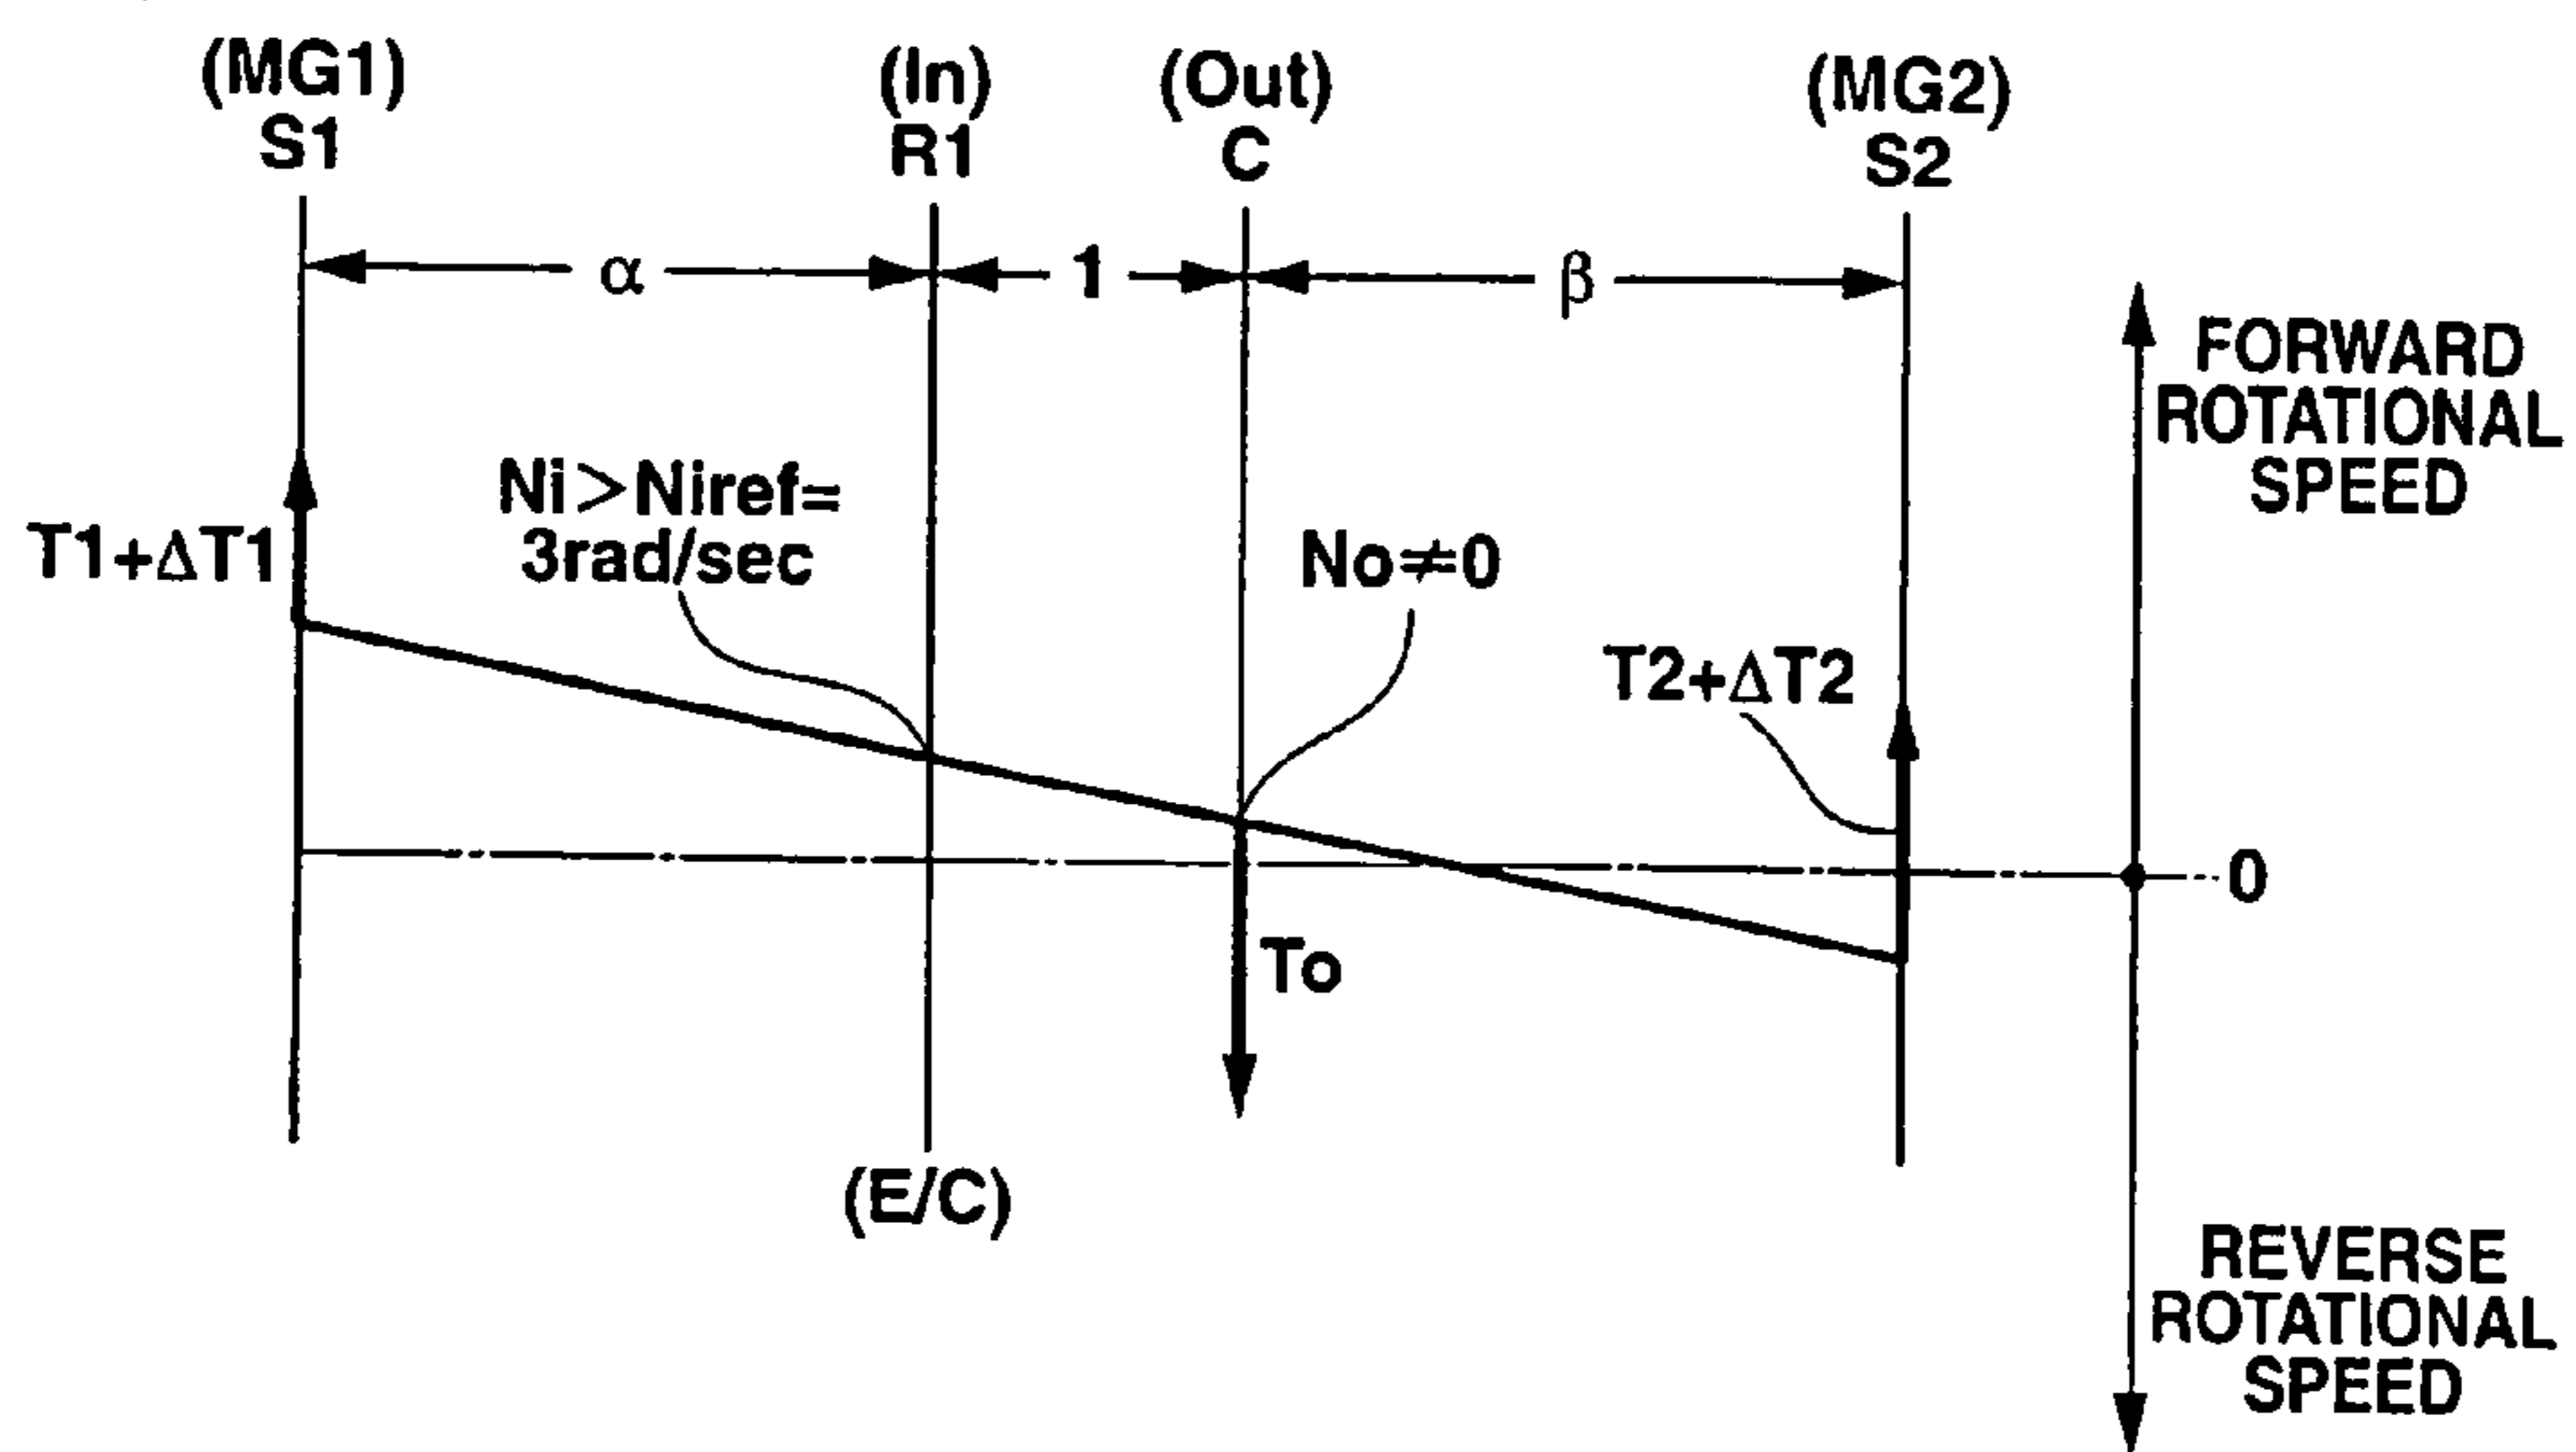 (MG1)
S1
(In)
R1
(Out)
C
(MG2)
S2
α
1
β
FORWARD
ROTATIONAL
SPEED
Ni>Niref=
3rad/sec
T1+ΔT1
No≠0
T2+ΔT2
0
To
(E/C)
REVERSE
ROTATIONAL
SPEED